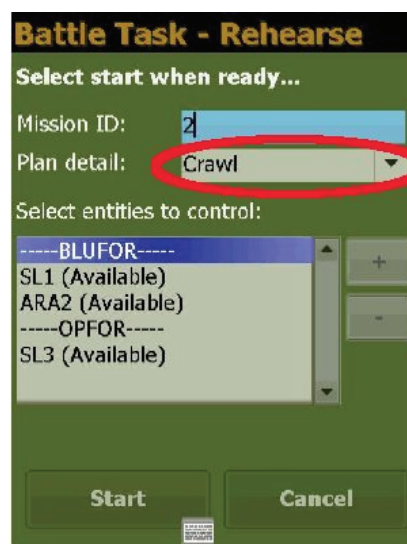 Battle Task - Rehearse
Select start when ready...
Mission ID: 2
Plan detail: Crawl
Select entities to control:
-----BLUFOR-----
SL1 (Available)
+
ARA2 (Available)
-----OPFOR-----
-
SL3 (Available)
Start Cancel